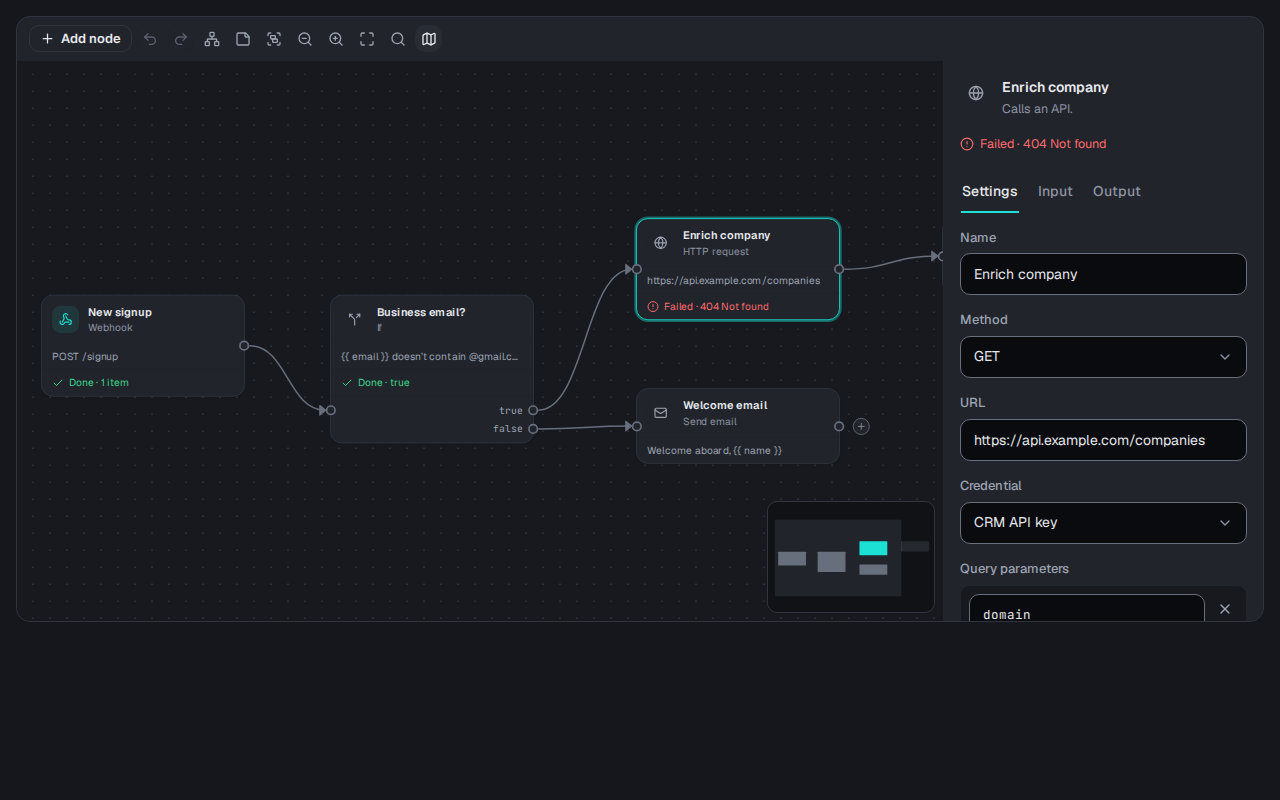 Add node
Enrich company
Calls an API.
Failed · 404 Not found
Settings Input Output
Name
Enrich company
Method
GET
URL
https://api.example.com/companies
Credential
CRM API key
Query parameters
domain
New signup
Webhook
POST /signup
Done · 1 item
Business email?
If
{{ email }} doesn't contain @gmail.c…
Done · true
true
false
Enrich company
HTTP request
https://api.example.com/companies
Failed · 404 Not found
Welcome email
Send email
Welcome aboard, {{ name }}